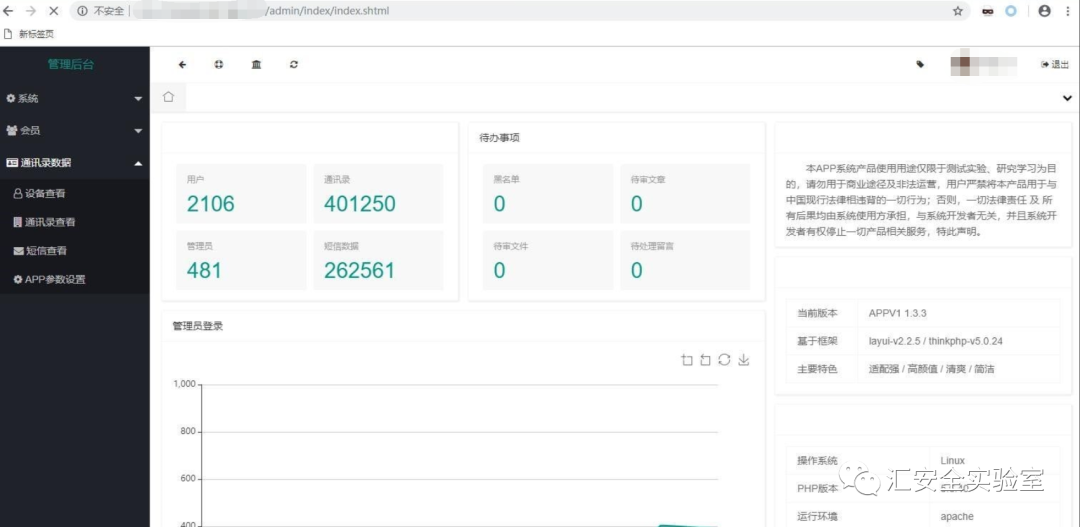 不安全
/admin/index/index.shtml
新标签页
管理后台
退出
系统
会员
通讯录数据
设备查看
通讯录查看
短信查看
APP参数设置
用户
2106
通讯录
401250
管理员
481
短信数据
262561
待办事项
黑名单
0
待审文章
0
待审文件
0
待处理留言
0
管理员登录
1,000
800
600
400
本APP系统产品使用用途仅限于测试实验、研究学习为目
的，请勿用于商业途径及非法运营，用户严禁将本产品用于与
中国现行法律相违背的一切行为；否则，一切法律责任 及 所
有后果均由系统使用方承担，与系统开发者无关，并且系统开
发者有权停止一切产品相关服务，特此声明。
当前版本 APPV1 1.3.3
基于框架 layui-v2.2.5 / thinkphp-v5.0.24
主要特色 适配强 / 高颜值 / 清爽 / 简洁
操作系统 Linux
PHP版本
运行环境 apache
汇安全实验室